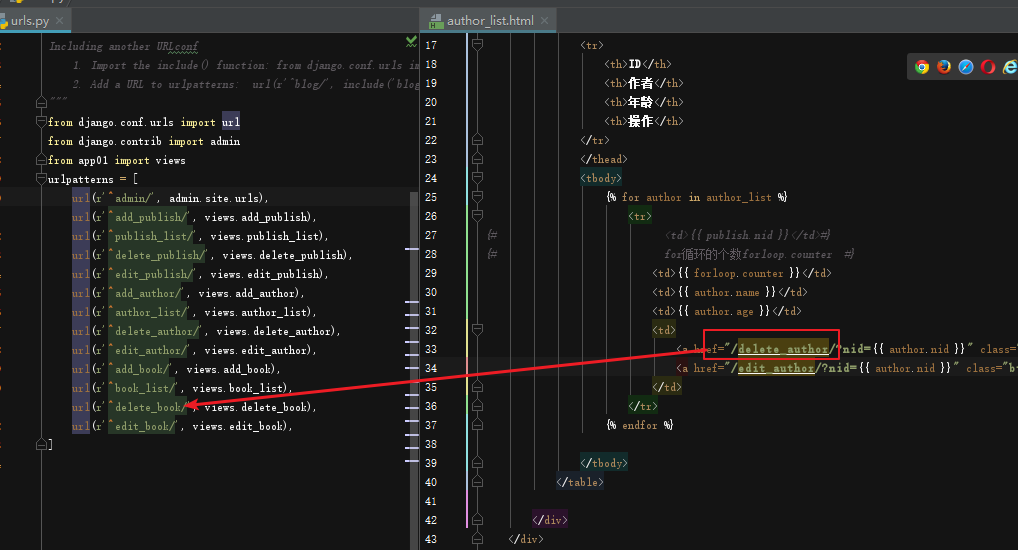 urls.py
author_list.html
Including another URLconf
1. Import the include() function: from django.conf.urls im
2. Add a URL to urlpatterns:  url(r'^blog/', include('blog
"""
from django.conf.urls import url
from django.contrib import admin
from app01 import views
urlpatterns = [
url(r'^admin/', admin.site.urls),
url(r'^add_publish/', views.add_publish),
url(r'^publish_list/', views.publish_list),
url(r'^delete_publish/', views.delete_publish),
url(r'^edit_publish/', views.edit_publish),
url(r'^add_author/', views.add_author),
url(r'^author_list/', views.author_list),
url(r'^delete_author/', views.delete_author),
url(r'^edit_author/', views.edit_author),
url(r'^add_book/', views.add_book),
url(r'^book_list/', views.book_list),
url(r'^delete_book/', views.delete_book),
url(r'^edit_book/', views.edit_book),
]
17 <tr>
18 <th>ID</th>
19 <th>作者</th>
20 <th>年龄</th>
21 <th>操作</th>
22 </tr>
23 </thead>
24 <tbody>
25 {% for author in author_list %}
26 <tr>
27 {# <td>{{ publish.nid }}</td>#}
28 {# for循环的个数forloop.counter  #}
29 <td>{{ forloop.counter }}</td>
30 <td>{{ author.name }}</td>
31 <td>{{ author.age }}</td>
32 <td>
33 <a href="/delete_author/?nid={{ author.nid }}" class="
34 <a href="/edit_author/?nid={{ author.nid }}" class="b
35 </td>
36 </tr>
37 {% endfor %}
38
39 </tbody>
40 </table>
41
42 </div>
43 </div>